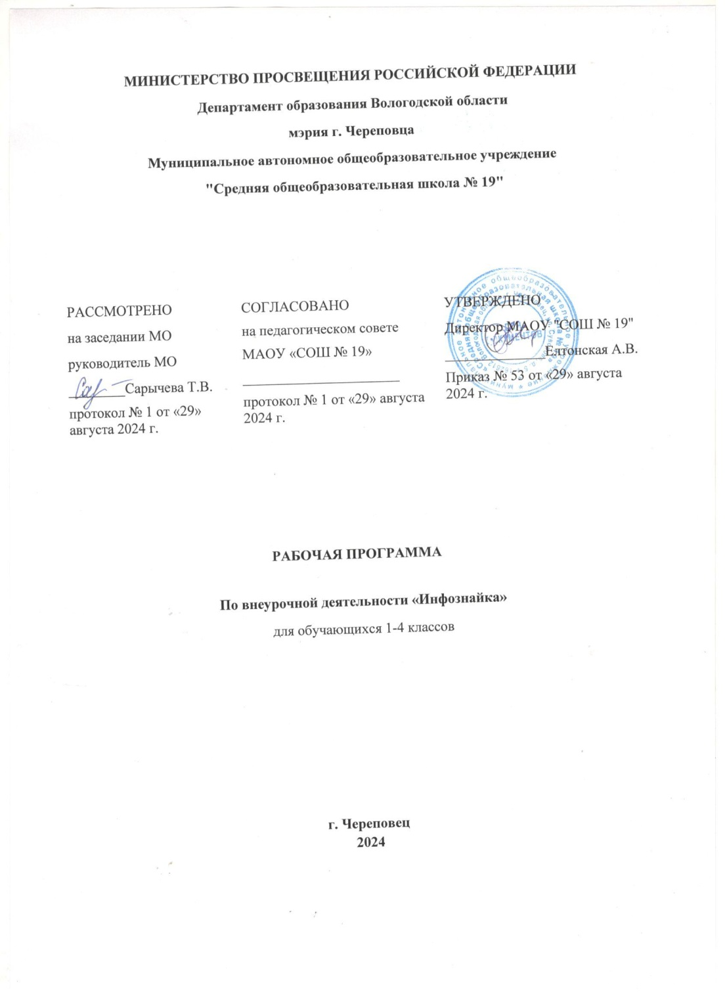 МИНИСТЕРСТВО ПРОСВЕЩЕНИЯ РОССИЙСКОЙ ФЕДЕРАЦИИ
Департамент образования Вологодской области
мэрия г. Череповца
Муниципальное автономное общеобразовательное учреждение
"Средняя общеобразовательная школа № 19"
РАССМОТРЕНО
на заседании МО
руководитель МО
________Сарычева Т.В.
протокол № 1 от «29»
августа 2024 г.
СОГЛАСОВАНО
на педагогическом совете
МАОУ «СОШ № 19»
______________________
протокол № 1 от «29» августа
2024 г.
УТВЕРЖДЕНО
Директор МАОУ "СОШ № 19"
______________ Елтонская А.В.
Приказ № 53 от «29» августа
2024 г.
РАБОЧАЯ ПРОГРАММА
По внеурочной деятельности «Инфознайка»
для обучающихся 1-4 классов
г. Череповец
2024